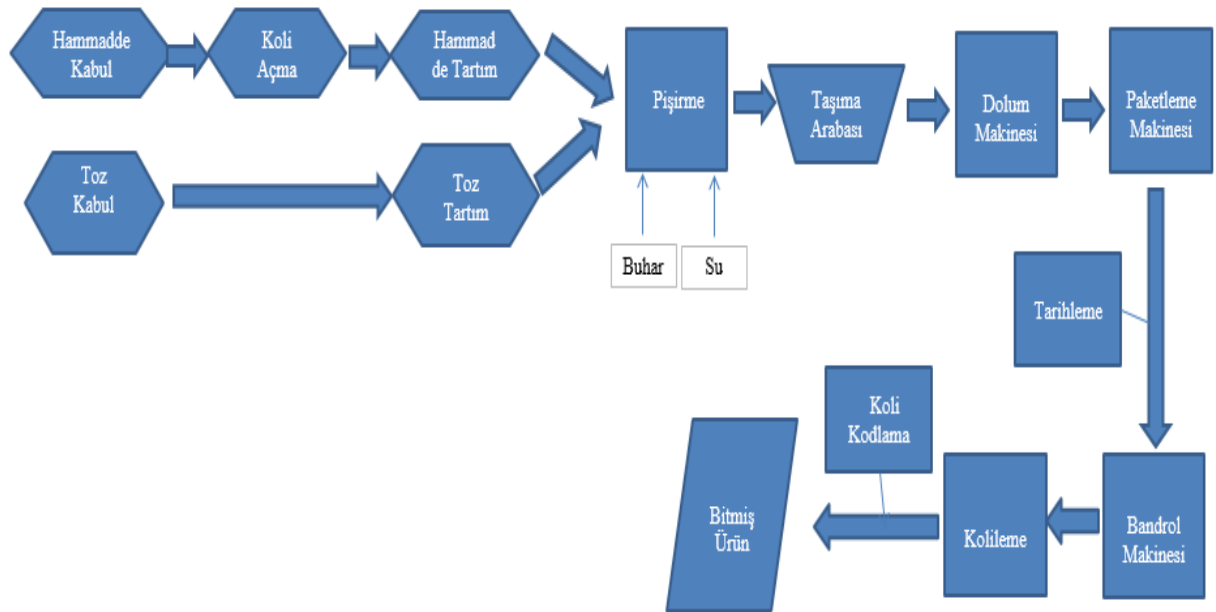 Hammadde
Kabul
Koli
Açma
Hammad
de Tartım
Pişirme
Taşıma
Arabası
Dolum
Makinesi
Paketleme
Makinesi
Toz
Kabul
Toz
Tartım
Buhar
Su
Tarihleme
Koli
Kodlama
Bitmiş
Ürün
Kolileme
Bandrol
Makinesi